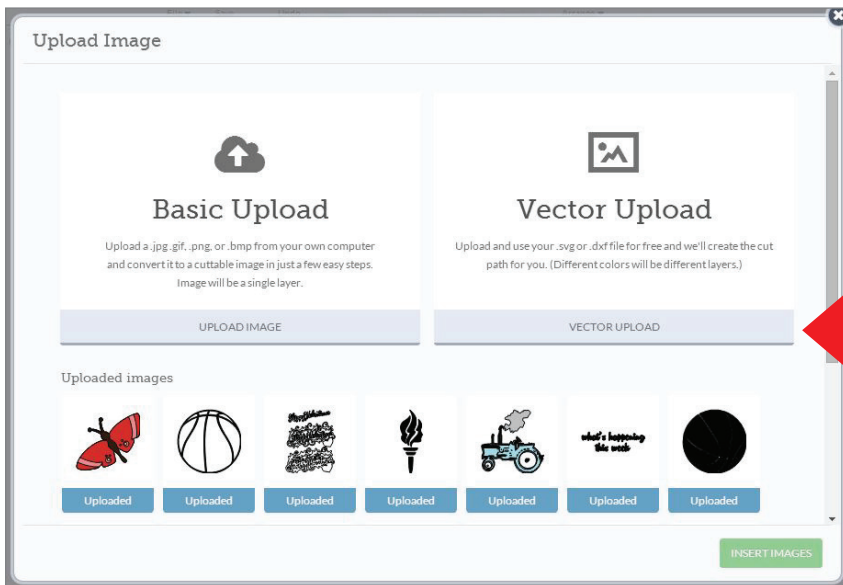 Upload Image
Basic Upload
Upload a .jpg .gif, .png, or .bmp from your own computer
and convert it to a cuttable image in just a few easy steps.
Image will be a single layer.
UPLOAD IMAGE
Vector Upload
Upload and use your .svg or .dxf file for free and we'll create the cut
path for you. (Different colors will be different layers.)
VECTOR UPLOAD
Uploaded images
what's happening
this week
Uploaded
Uploaded
Uploaded
Uploaded
Uploaded
Uploaded
Uploaded
INSERT IMAGES